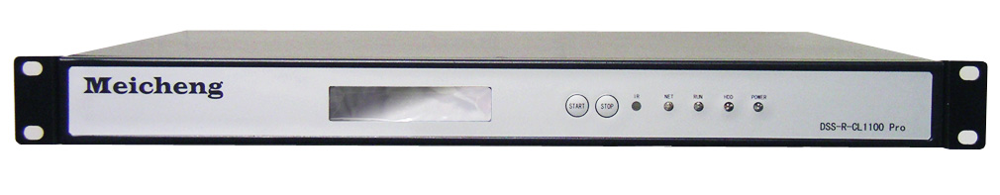 Meicheng
START STOP IR NET RUN HDD POWER
DSS-R-CL1100 Pro